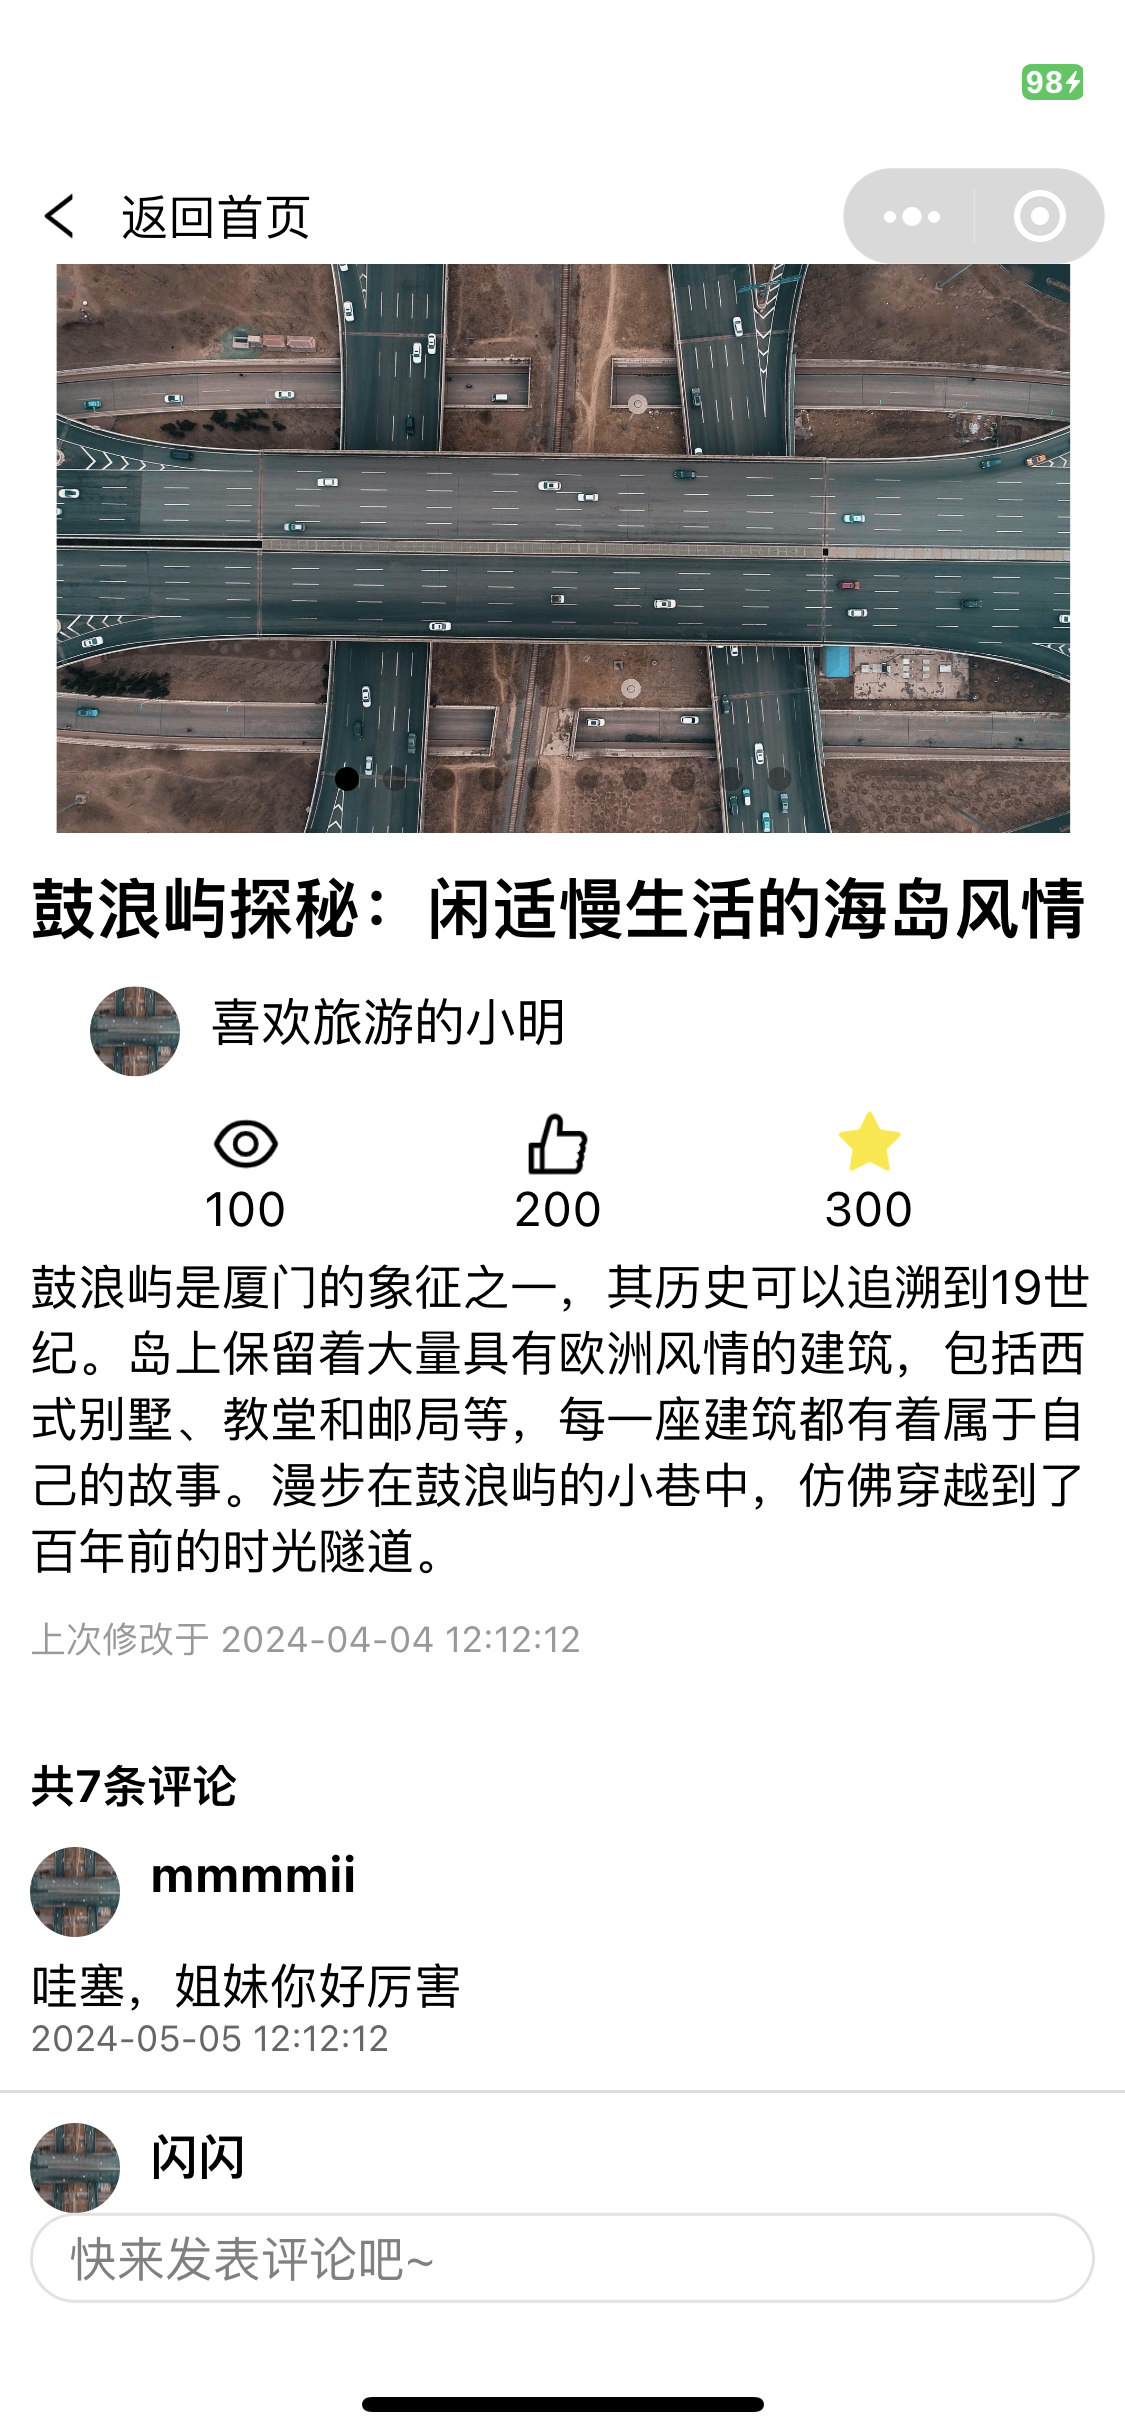 98
返回首页
鼓浪屿探秘：闲适慢生活的海岛风情
喜欢旅游的小明
100 200 300
鼓浪屿是厦门的象征之一，其历史可以追溯到19世
纪。岛上保留着大量具有欧洲风情的建筑，包括西
式别墅、教堂和邮局等，每一座建筑都有着属于自
己的故事。漫步在鼓浪屿的小巷中，仿佛穿越到了
百年前的时光隧道。
上次修改于 2024-04-04 12:12:12
共7条评论
mmmmii
哇塞，姐妹你好厉害
2024-05-05 12:12:12
闪闪
快来发表评论吧~